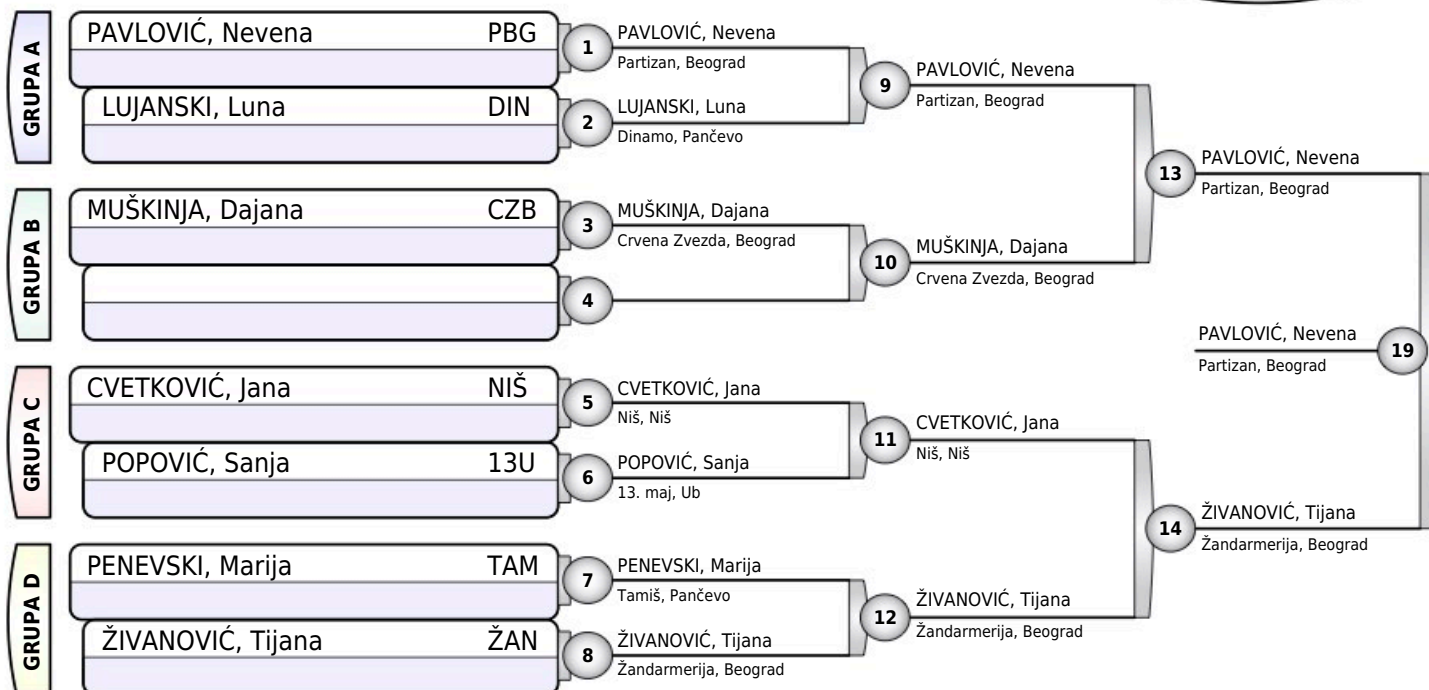 GRUPA A
PAVLOVIĆ, Nevena PBG
LUJANSKI, Luna DIN
1
PAVLOVIĆ, Nevena
Partizan, Beograd
2
LUJANSKI, Luna
Dinamo, Pančevo
9
PAVLOVIĆ, Nevena
Partizan, Beograd
GRUPA B
MUŠKINJA, Dajana CZB
3
MUŠKINJA, Dajana
Crvena Zvezda, Beograd
4
10
MUŠKINJA, Dajana
Crvena Zvezda, Beograd
13
PAVLOVIĆ, Nevena
Partizan, Beograd
PAVLOVIĆ, Nevena
Partizan, Beograd
19
GRUPA C
CVETKOVIĆ, Jana NIŠ
POPOVIĆ, Sanja 13U
5
CVETKOVIĆ, Jana
Niš, Niš
6
POPOVIĆ, Sanja
13. maj, Ub
11
CVETKOVIĆ, Jana
Niš, Niš
14
ŽIVANOVIĆ, Tijana
Žandarmerija, Beograd
GRUPA D
PENEVSKI, Marija TAM
ŽIVANOVIĆ, Tijana ŽAN
7
PENEVSKI, Marija
Tamiš, Pančevo
8
ŽIVANOVIĆ, Tijana
Žandarmerija, Beograd
12
ŽIVANOVIĆ, Tijana
Žandarmerija, Beograd